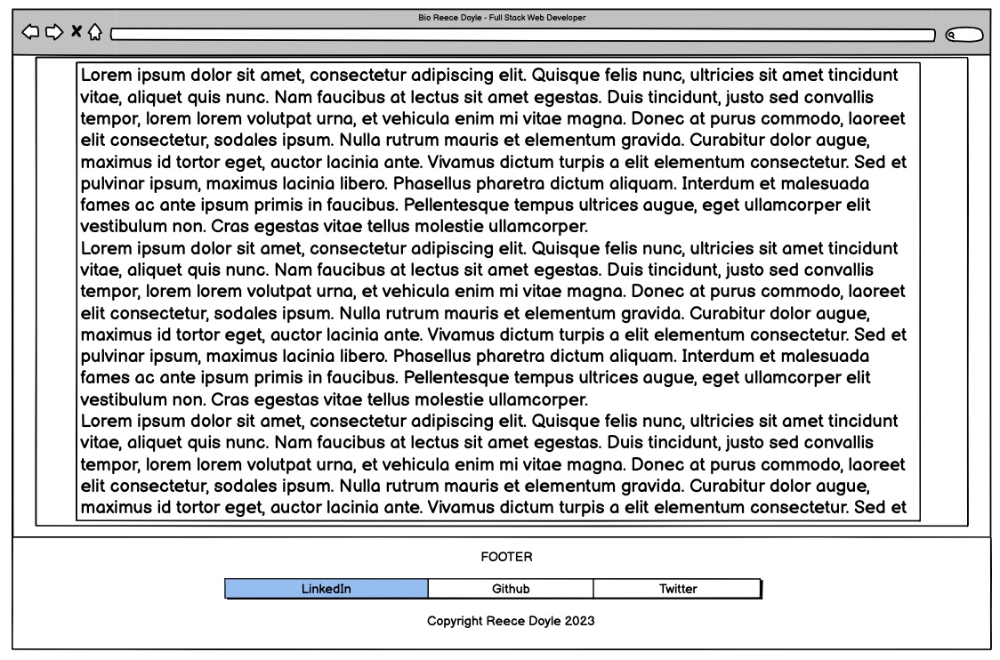 Bio Reece Doyle - Full Stack Web Developer
Lorem ipsum dolor sit amet, consectetur adipiscing elit. Quisque felis nunc, ultricies sit amet tincidunt
vitae, aliquet quis nunc. Nam faucibus at lectus sit amet egestas. Duis tincidunt, justo sed convallis
tempor, lorem lorem volutpat urna, et vehicula enim mi vitae magna. Donec at purus commodo, laoreet
elit consectetur, sodales ipsum. Nulla rutrum mauris et elementum gravida. Curabitur dolor augue,
maximus id tortor eget, auctor lacinia ante. Vivamus dictum turpis a elit elementum consectetur. Sed et
pulvinar ipsum, maximus lacinia libero. Phasellus pharetra dictum aliquam. Interdum et malesuada
fames ac ante ipsum primis in faucibus. Pellentesque tempus ultrices augue, eget ullamcorper elit
vestibulum non. Cras egestas vitae tellus molestie ullamcorper.
Lorem ipsum dolor sit amet, consectetur adipiscing elit. Quisque felis nunc, ultricies sit amet tincidunt
vitae, aliquet quis nunc. Nam faucibus at lectus sit amet egestas. Duis tincidunt, justo sed convallis
tempor, lorem lorem volutpat urna, et vehicula enim mi vitae magna. Donec at purus commodo, laoreet
elit consectetur, sodales ipsum. Nulla rutrum mauris et elementum gravida. Curabitur dolor augue,
maximus id tortor eget, auctor lacinia ante. Vivamus dictum turpis a elit elementum consectetur. Sed et
pulvinar ipsum, maximus lacinia libero. Phasellus pharetra dictum aliquam. Interdum et malesuada
fames ac ante ipsum primis in faucibus. Pellentesque tempus ultrices augue, eget ullamcorper elit
vestibulum non. Cras egestas vitae tellus molestie ullamcorper.
Lorem ipsum dolor sit amet, consectetur adipiscing elit. Quisque felis nunc, ultricies sit amet tincidunt
vitae, aliquet quis nunc. Nam faucibus at lectus sit amet egestas. Duis tincidunt, justo sed convallis
tempor, lorem lorem volutpat urna, et vehicula enim mi vitae magna. Donec at purus commodo, laoreet
elit consectetur, sodales ipsum. Nulla rutrum mauris et elementum gravida. Curabitur dolor augue,
maximus id tortor eget, auctor lacinia ante. Vivamus dictum turpis a elit elementum consectetur. Sed et
FOOTER
LinkedIn Github Twitter
Copyright Reece Doyle 2023